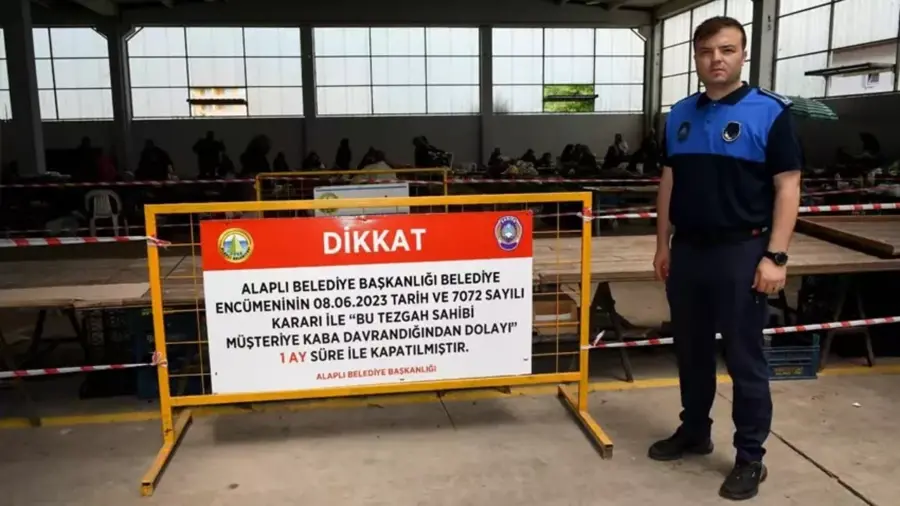 DİKKAT
ALAPLI BELEDİYE BAŞKANLIĞI BELEDİYE
ENCÜMENİNİN 08.06.2023 TARİH VE 7072 SAYILI
KARARI İLE “BU TEZGAH SAHİBİ
MÜŞTERİYE KABA DAVRANDIĞINDAN DOLAYI”
1 AY SÜRE İLE KAPATILMIŞTIR.
ALAPLI BELEDİYE BAŞKANLIĞI